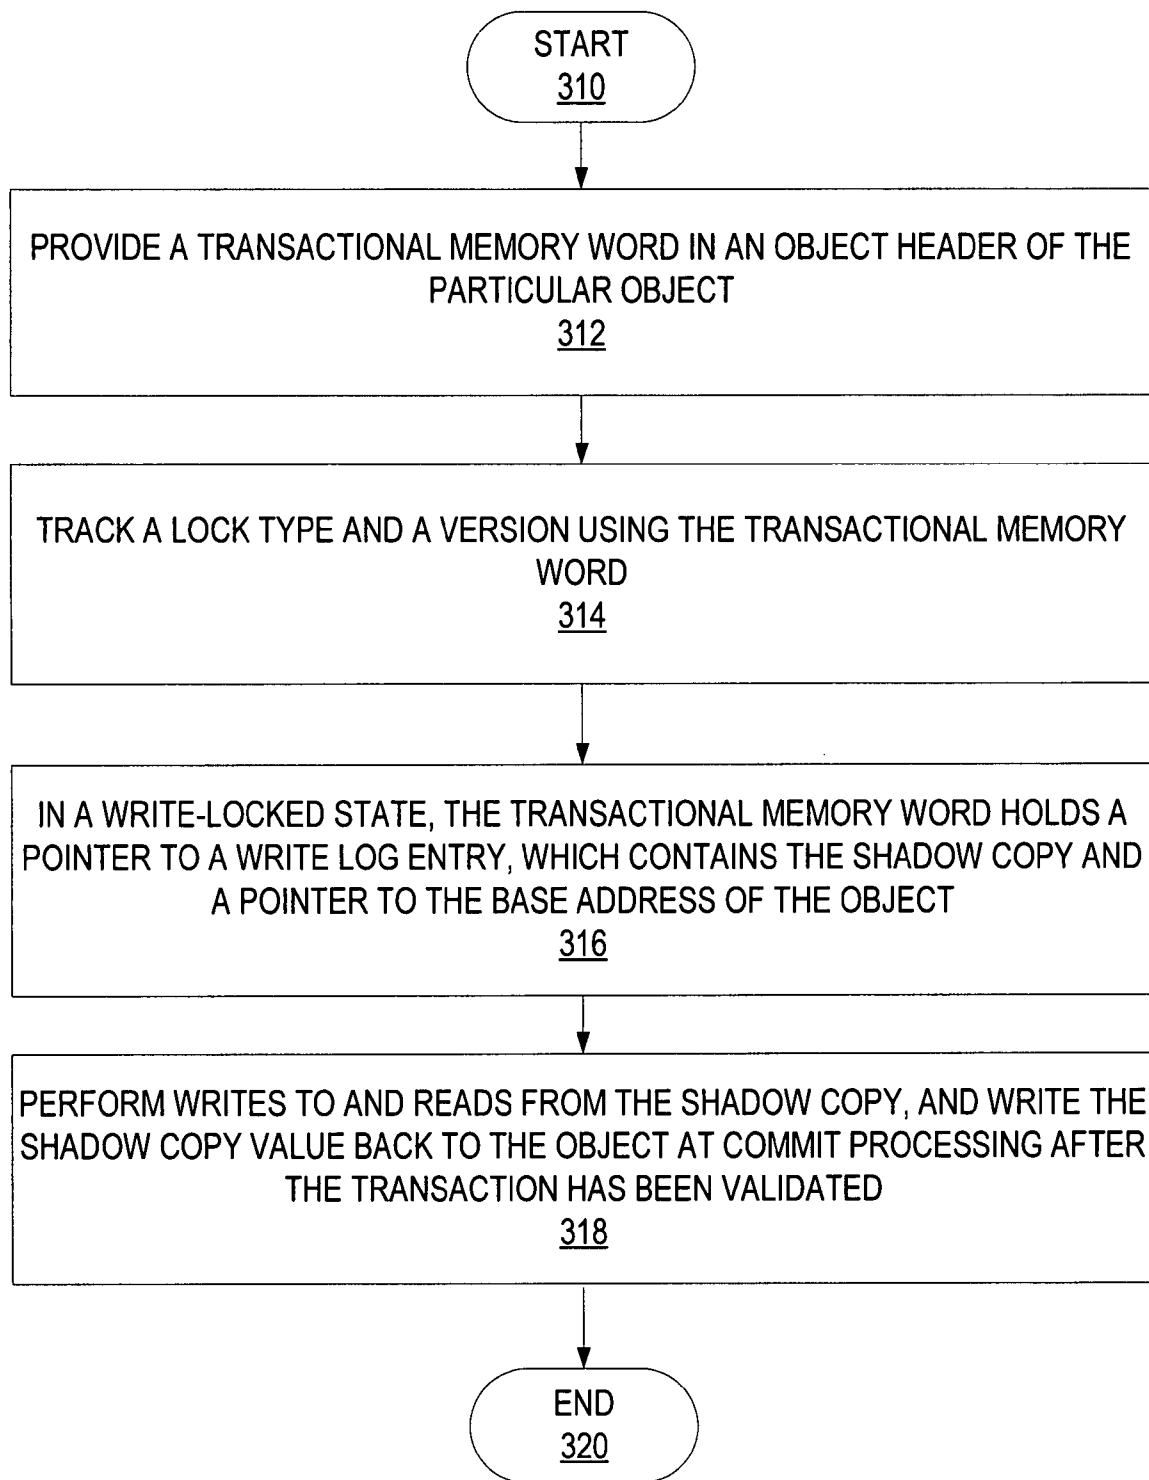 START
310
PROVIDE A TRANSACTIONAL MEMORY WORD IN AN OBJECT HEADER OF THE
PARTICULAR OBJECT
312
TRACK A LOCK TYPE AND A VERSION USING THE TRANSACTIONAL MEMORY
WORD
314
IN A WRITE-LOCKED STATE, THE TRANSACTIONAL MEMORY WORD HOLDS A
POINTER TO A WRITE LOG ENTRY, WHICH CONTAINS THE SHADOW COPY AND
A POINTER TO THE BASE ADDRESS OF THE OBJECT
316
PERFORM WRITES TO AND READS FROM THE SHADOW COPY, AND WRITE THE
SHADOW COPY VALUE BACK TO THE OBJECT AT COMMIT PROCESSING AFTER
THE TRANSACTION HAS BEEN VALIDATED
318
END
320